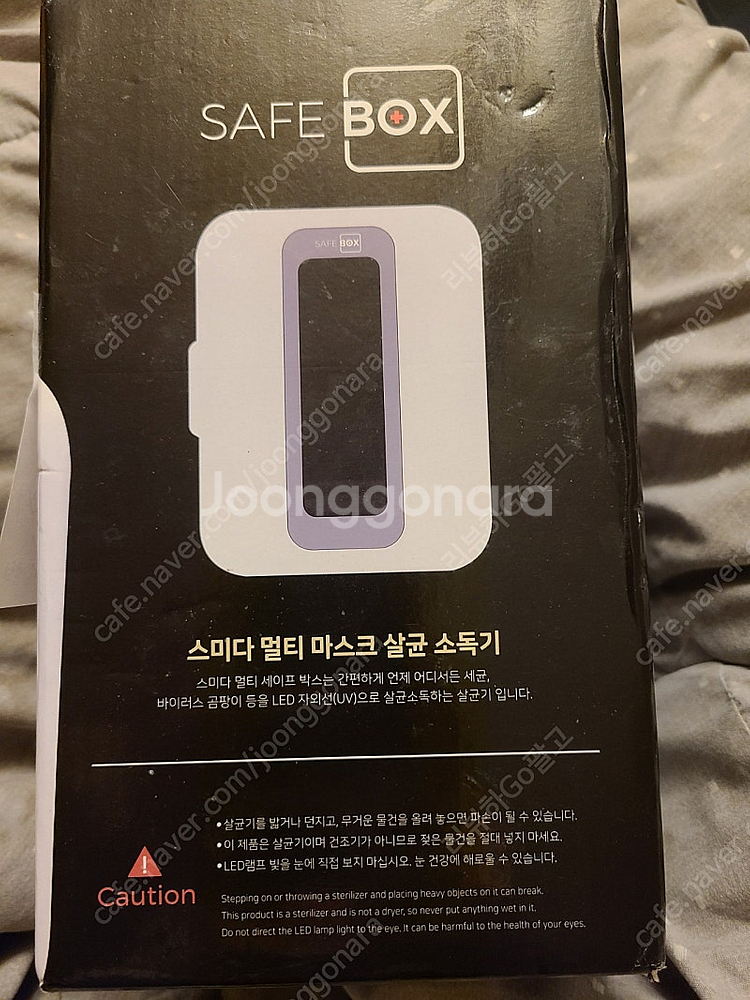 SAFE BOX
SAFE BOX
Joonggonara
스미다 멀티 마스크 살균 소독기
스미다 멀티 세이프 박스는 간편하게 언제 어디서든 세균,
바이러스 곰팡이 등을 LED 자외선(UV)으로 살균소독하는 살균기 입니다.
•살균기를 밟거나 던지고, 무거운 물건을 올려 놓으면 파손이 될 수 있습니다.
•이 제품은 살균기이며 건조기가 아니므로 젖은 물건을 절대 넣지 마세요.
•LED램프 빛을 눈에 직접 보지 마십시오. 눈 건강에 해로울 수 있습니다.
Caution
Stepping on or throwing a sterilizer and placing heavy objects on it can break.
This product is a sterilizer and is not a dryer, so never put anything wet in it.
Do not direct the LED lamp light to the eye. It can be harmful to the health of your eyes.